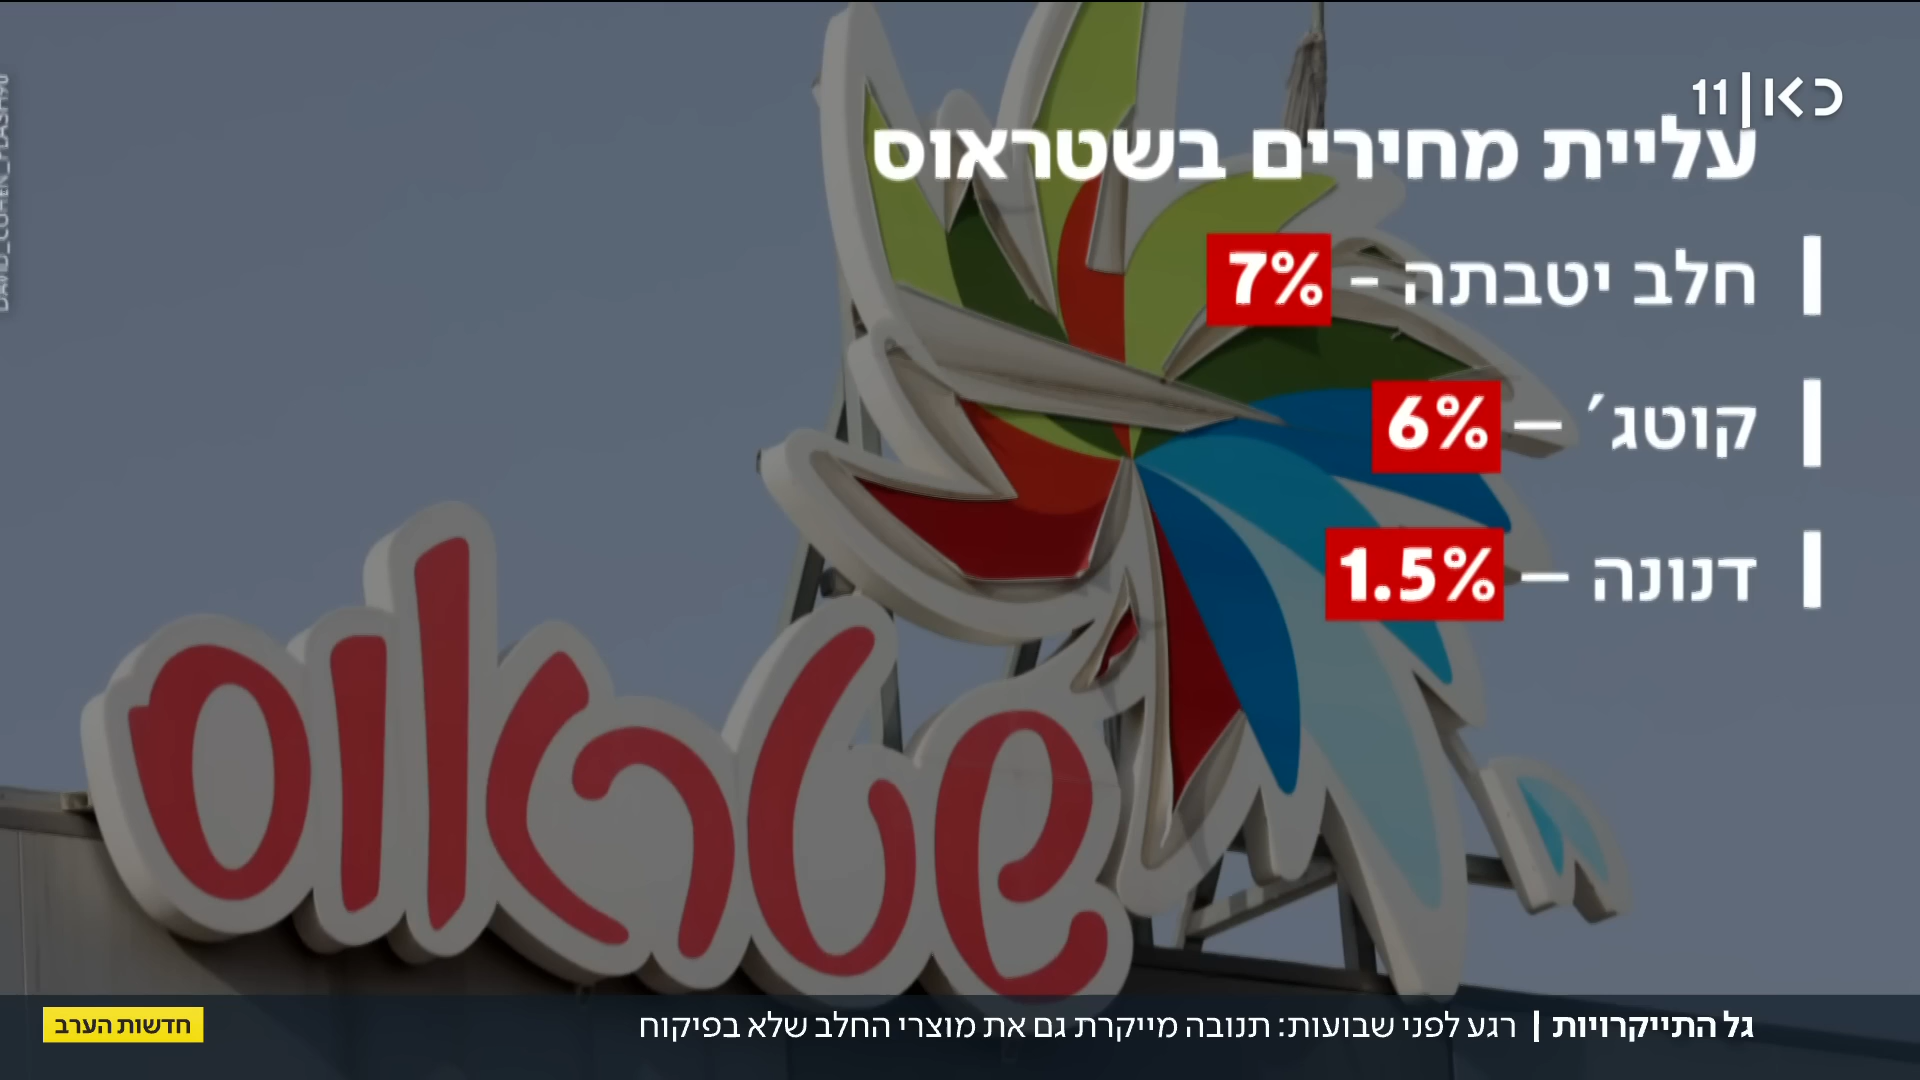 כאן 11
עליית מחירים בשטראוס
חלב יטבתה - 7%
קוטג׳ – 6%
דנונה – 1.5%
שטראוס
גל התייקרויות | רגע לפני שבועות: תנובה מייקרת גם את מוצרי החלב שלא בפיקוח
חדשות הערב
DAVID_COHEN_FLASH90